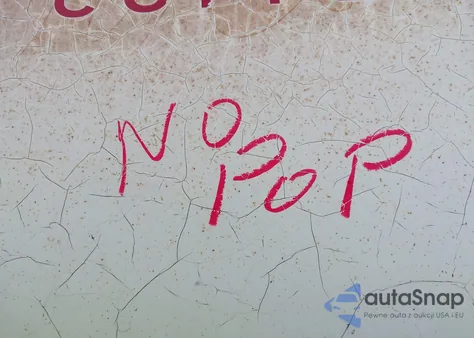 NO
POP
autaSnap
Pewne auta z aukcji USA i EU